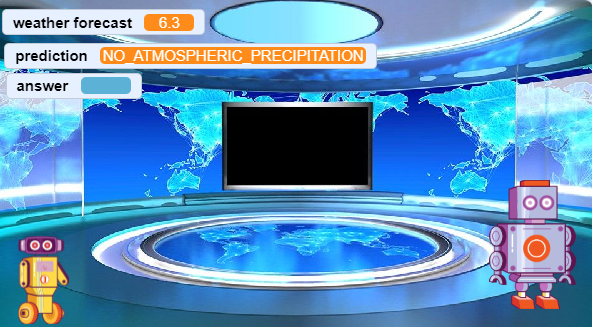 weather forecast 6.3
prediction NO_ATMOSPHERIC_PRECIPITATION
answer